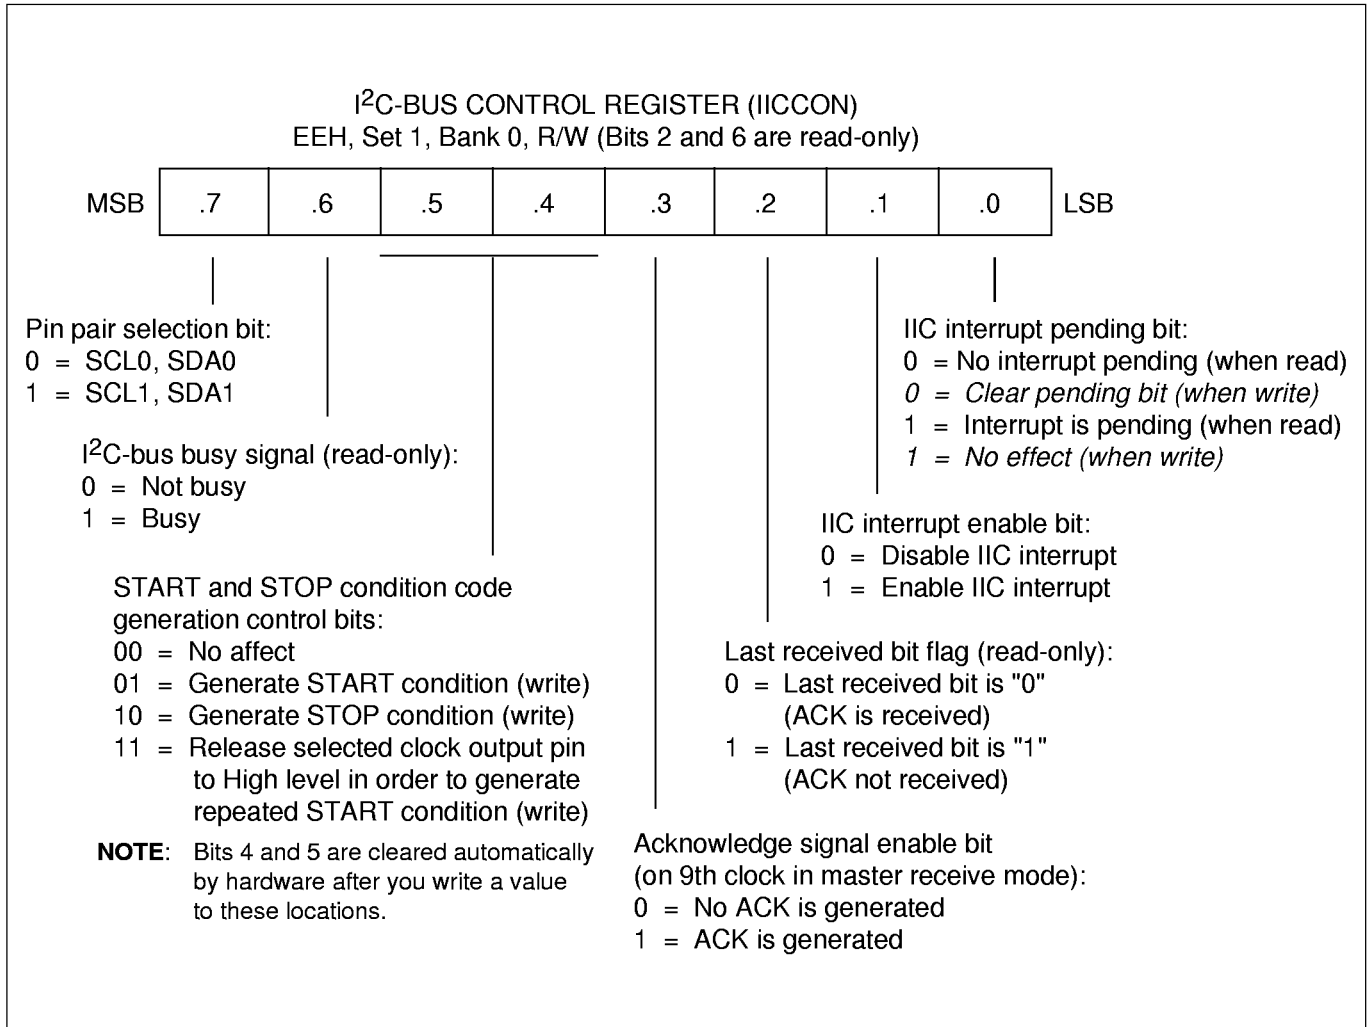 I²C-BUS CONTROL REGISTER (IICCON)
EEH, Set 1, Bank 0, R/W (Bits 2 and 6 are read-only)
MSB .7 .6 .5 .4 .3 .2 .1 .0 LSB
Pin pair selection bit:
0 = SCL0, SDA0
1 = SCL1, SDA1
I²C-bus busy signal (read-only):
0 = Not busy
1 = Busy
START and STOP condition code
generation control bits:
00 = No affect
01 = Generate START condition (write)
10 = Generate STOP condition (write)
11 = Release selected clock output pin
to High level in order to generate
repeated START condition (write)
NOTE: Bits 4 and 5 are cleared automatically
by hardware after you write a value
to these locations.
IIC interrupt pending bit:
0 = No interrupt pending (when read)
0 = Clear pending bit (when write)
1 = Interrupt is pending (when read)
1 = No effect (when write)
IIC interrupt enable bit:
0 = Disable IIC interrupt
1 = Enable IIC interrupt
Last received bit flag (read-only):
0 = Last received bit is "0"
(ACK is received)
1 = Last received bit is "1"
(ACK not received)
Acknowledge signal enable bit
(on 9th clock in master receive mode):
0 = No ACK is generated
1 = ACK is generated